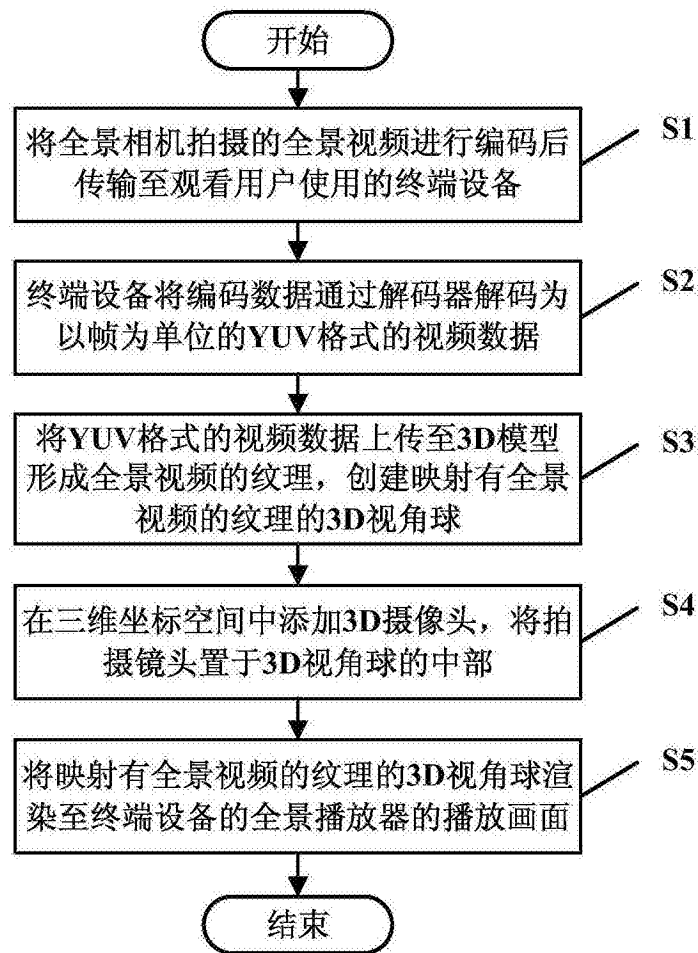 开始
将全景相机拍摄的全景视频进行编码后
传输至观看用户使用的终端设备
S1
终端设备将编码数据通过解码器解码为
以帧为单位的YUV格式的视频数据
S2
将YUV格式的视频数据上传至3D模型
形成全景视频的纹理，创建映射有全景
视频的纹理的3D视角球
S3
在三维坐标空间中添加3D摄像头，将拍
摄镜头置于3D视角球的中部
S4
将映射有全景视频的纹理的3D视角球渲
染至终端设备的全景播放器的播放画面
S5
结束